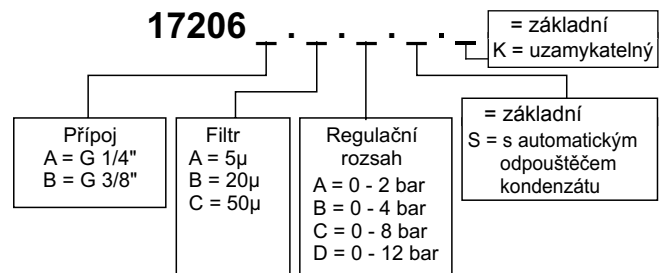 17206 _ . _ . _ . _ . _
= základní
K = uzamykatelný
Přípoj
A = G 1/4"
B = G 3/8"
Filtr
A = 5µ
B = 20µ
C = 50µ
Regulační
rozsah
A = 0 - 2 bar
B = 0 - 4 bar
C = 0 - 8 bar
D = 0 - 12 bar
= základní
S = s automatickým
odpouštěčem
kondenzátu